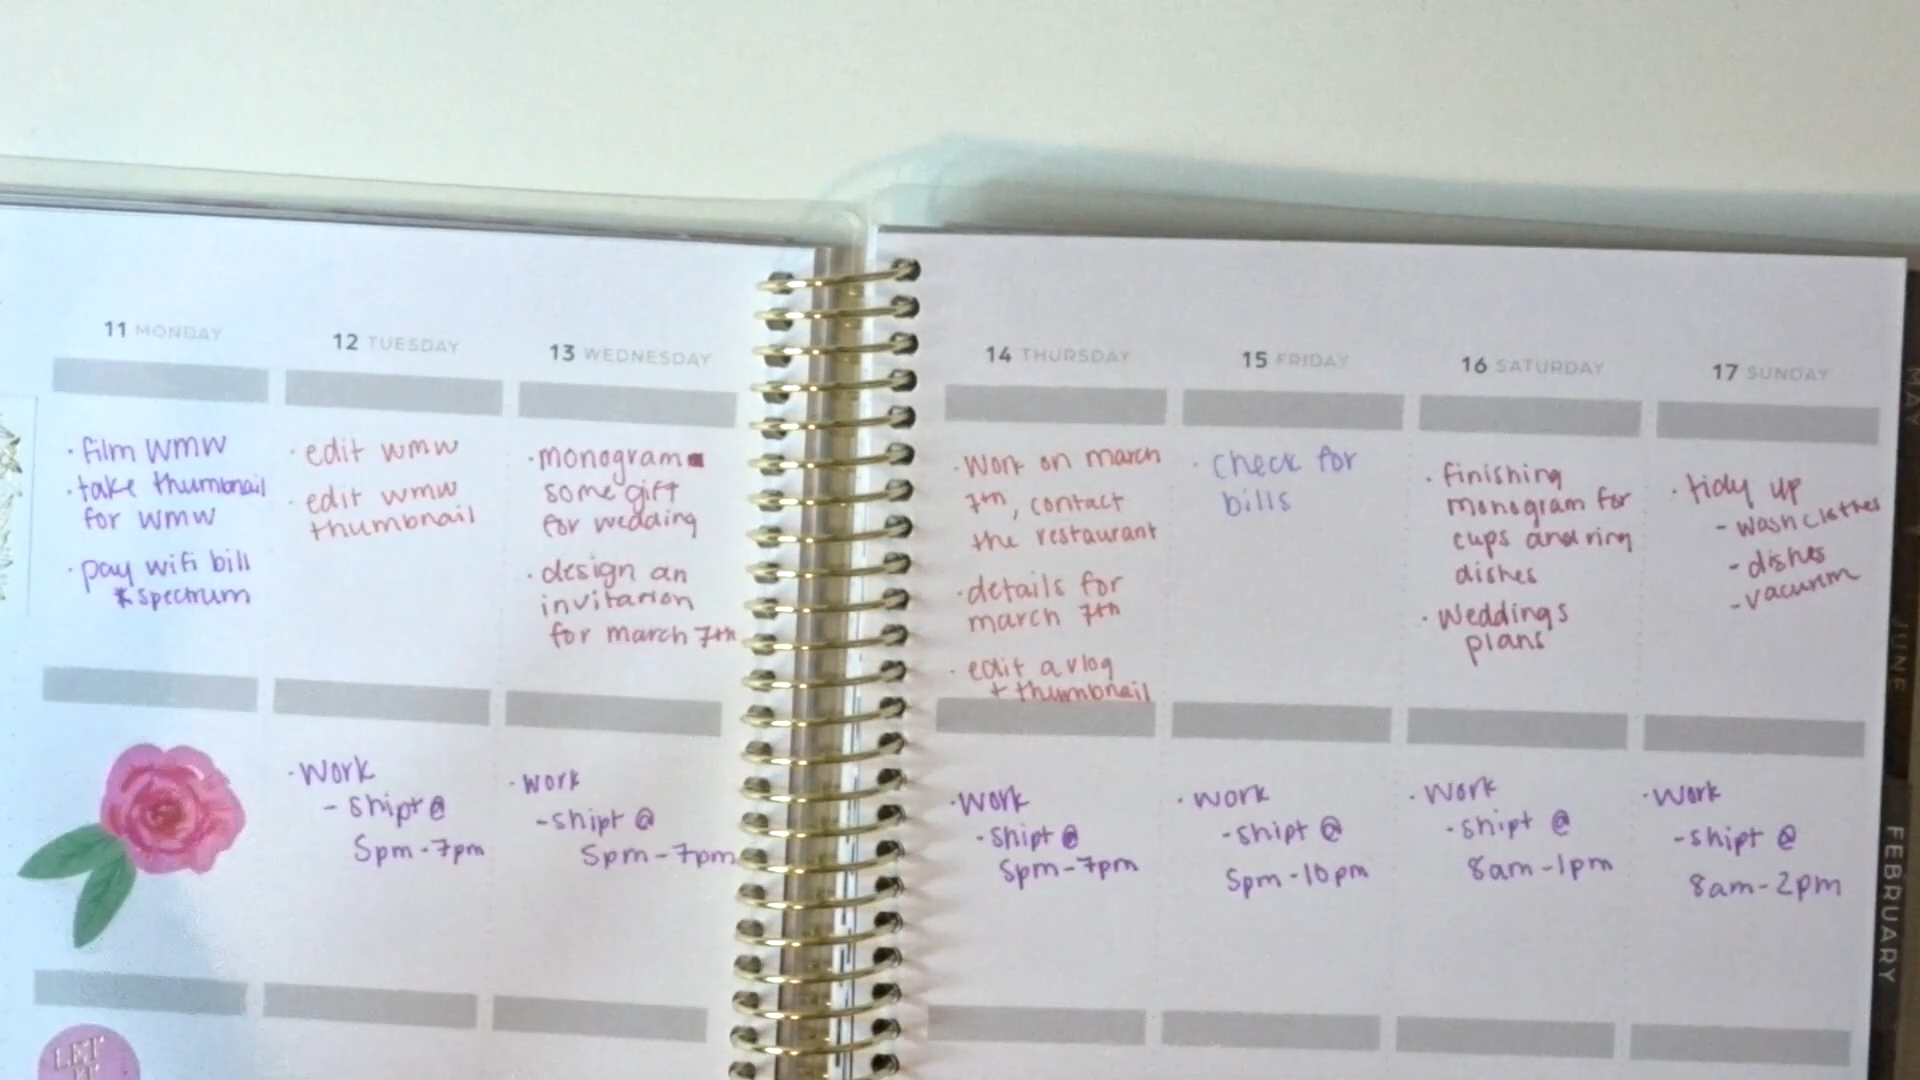 11 MONDAY
· film wmw
· take thumbnail
for wmw
· pay wifi bill
* spectrum
12 TUESDAY
· edit wmw
· edit wmw
thumbnail
· work
- shipt @
5pm-7pm
13 WEDNESDAY
· monogram
some gift
for wedding
· design an
invitation
for march 7th
· work
- shipt @
5pm-7pm
14 THURSDAY
· Work on march
7th, contact
the restaurant
· details for
march 7th
· edit a vlog
+ thumbnail
· work
- shipt @
5pm-7pm
15 FRIDAY
· check for
bills
· work
- shipt @
5pm-10pm
16 SATURDAY
· finishing
monogram for
cups and ring
dishes
· Weddings
plans
· work
- shipt @
8am-1pm
17 SUNDAY
· tidy up
- wash clothes
- dishes
- vacuum
· work
- shipt @
8am-2pm
LET
IT
MAY
JUNE
FEBRUARY